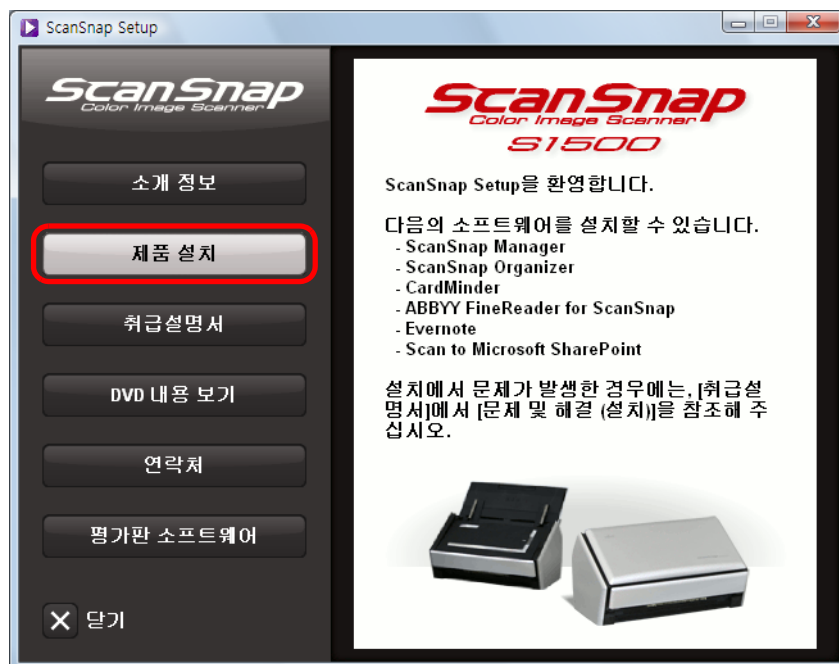 ScanSnap Setup
ScanSnap
Color Image Scanner
소개 정보
제품 설치
취급설명서
DVD 내용 보기
연락처
평가판 소프트웨어
닫기
ScanSnap
Color Image Scanner
S1500
ScanSnap Setup을 환영합니다.
다음의 소프트웨어를 설치할 수 있습니다.
- ScanSnap Manager
- ScanSnap Organizer
- CardMinder
- ABBYY FineReader for ScanSnap
- Evernote
- Scan to Microsoft SharePoint
설치에서 문제가 발생한 경우에는, [취급설
명서]에서 [문제 및 해결 (설치)]을 참조해 주
십시오.